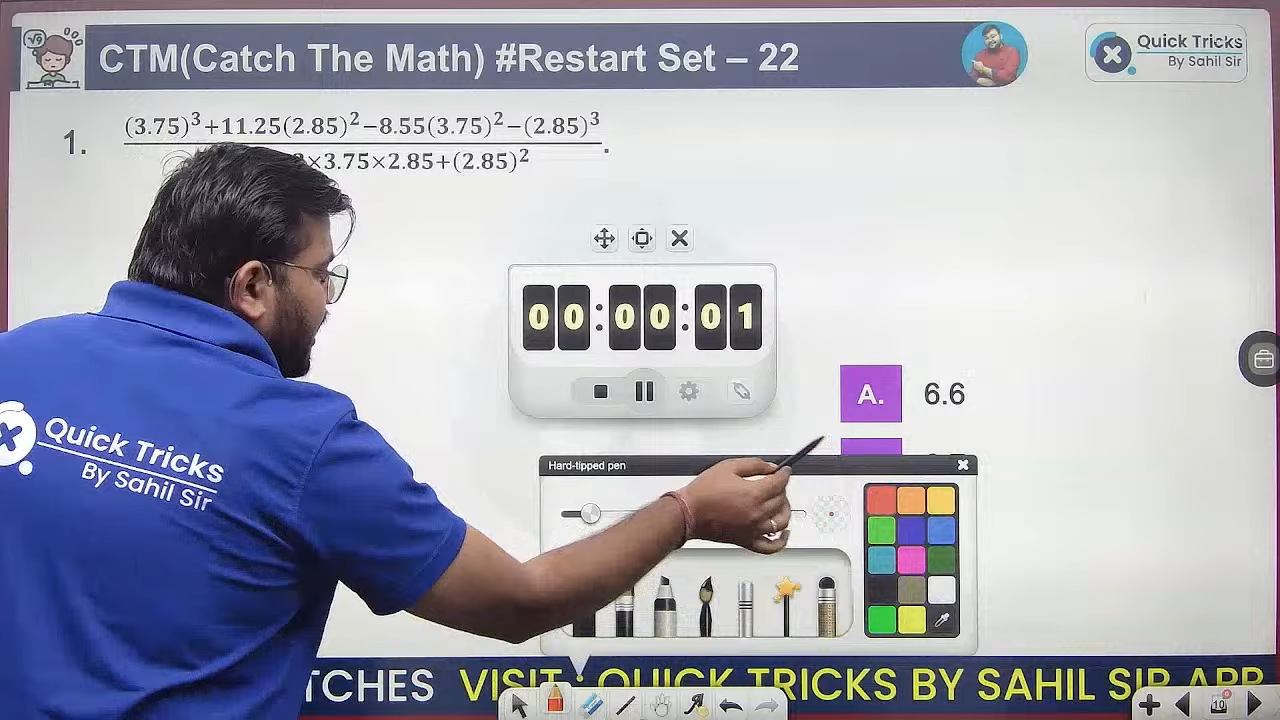 CTM(Catch The Math) #Restart Set – 22
Quick Tricks
By Sahil Sir
1. (3.75)³+11.25(2.85)²−8.55(3.75)²−(2.85)³
×3.75×2.85+(2.85)²
00:00:01
A. 6.6
Quick Tricks
By Sahil Sir
Hard-tipped pen
TCHES VISIT : QUICK TRICKS BY SAHIL SIR APP
10